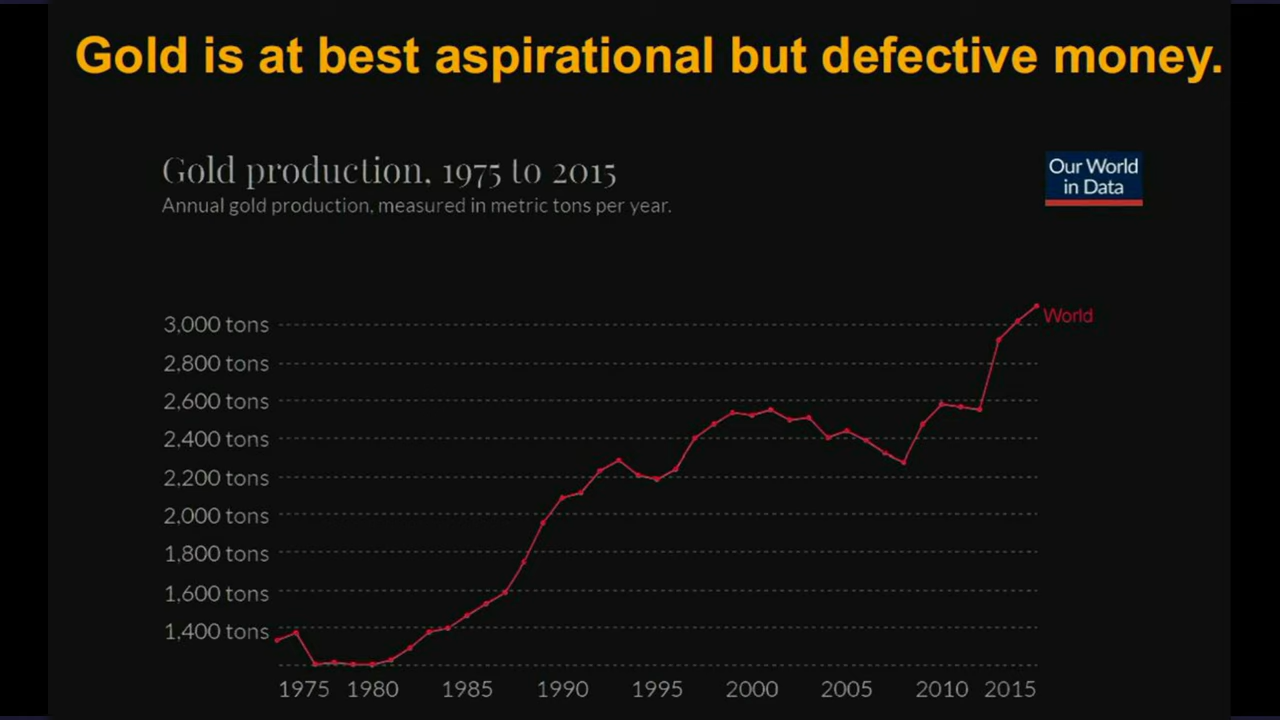 Gold is at best aspirational but defective money.
Gold production, 1975 to 2015
Annual gold production, measured in metric tons per year.
Our World
in Data
3,000 tons
World
2,800 tons
2,600 tons
2,400 tons
2,200 tons
2,000 tons
1,800 tons
1,600 tons
1,400 tons
1975 1980 1985 1990 1995 2000 2005 2010 2015